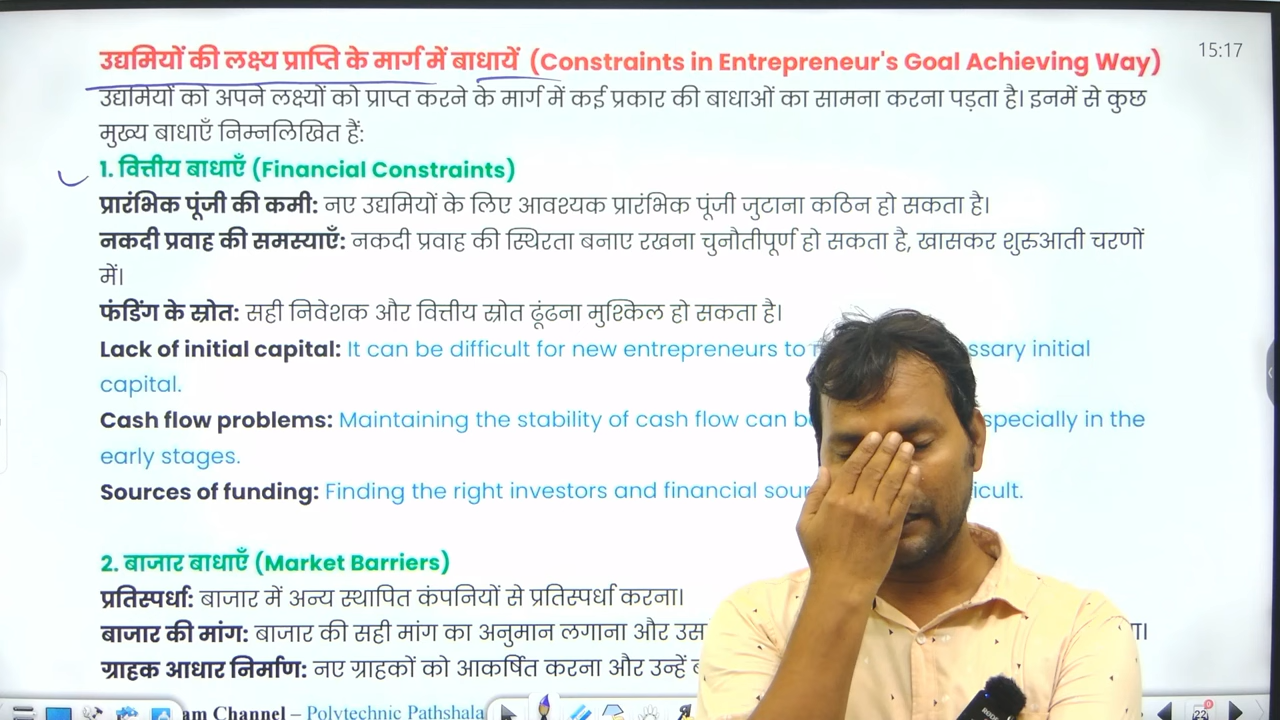 15:17
उद्यमियों की लक्ष्य प्राप्ति के मार्ग में बाधायें (Constraints in Entrepreneur's Goal Achieving Way)
उद्यमियों को अपने लक्ष्यों को प्राप्त करने के मार्ग में कई प्रकार की बाधाओं का सामना करना पड़ता है। इनमें से कुछ
मुख्य बाधाएँ निम्नलिखित हैं:
1. वित्तीय बाधाएँ (Financial Constraints)
प्रारंभिक पूंजी की कमी: नए उद्यमियों के लिए आवश्यक प्रारंभिक पूंजी जुटाना कठिन हो सकता है।
नकदी प्रवाह की समस्याएँ: नकदी प्रवाह की स्थिरता बनाए रखना चुनौतीपूर्ण हो सकता है, खासकर शुरुआती चरणों
में।
फंडिंग के स्रोत: सही निवेशक और वित्तीय स्रोत ढूंढना मुश्किल हो सकता है।
Lack of initial capital: It can be difficult for new entrepreneurs to initial
capital.
Cash flow problems: Maintaining the stability of cash flow can in the
early stages.
Sources of funding: Finding the right investors and financial
2. बाजार बाधाएँ (Market Barriers)
प्रतिस्पर्धा: बाजार में अन्य स्थापित कंपनियों से प्रतिस्पर्धा करना।
बाजार की मांग: बाजार की सही मांग का अनुमान लगाना और
ग्राहक आधार निर्माण: नए ग्राहकों को आकर्षित करना और उन्हें
am Channel – Polytechnic Pathshala